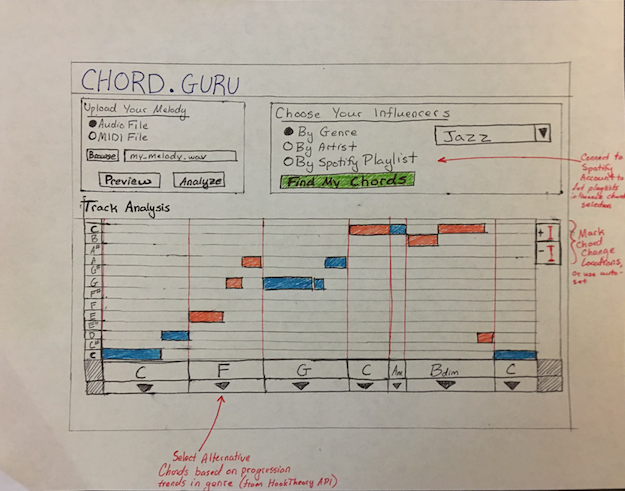 CHORD.GURU
Upload Your Melody
Audio File
MIDI File
Browse my_melody.wav
Preview Analyze
Choose Your Influencers
By Genre
Jazz
By Artist
By Spotify Playlist
Find My Chords
Connect to
Spotify
Account to
let playlists
influence chord
selection
Track Analysis
C
B
A#
A
G#
G
F#
F
E
E#
D
C#
C
+ I
- I
Mark
Chord
Change
Locations,
or use auto-
set
C F G C Am Bdim C
Select Alternative
Chords based on progression
trends in genre (from HookTheory API)